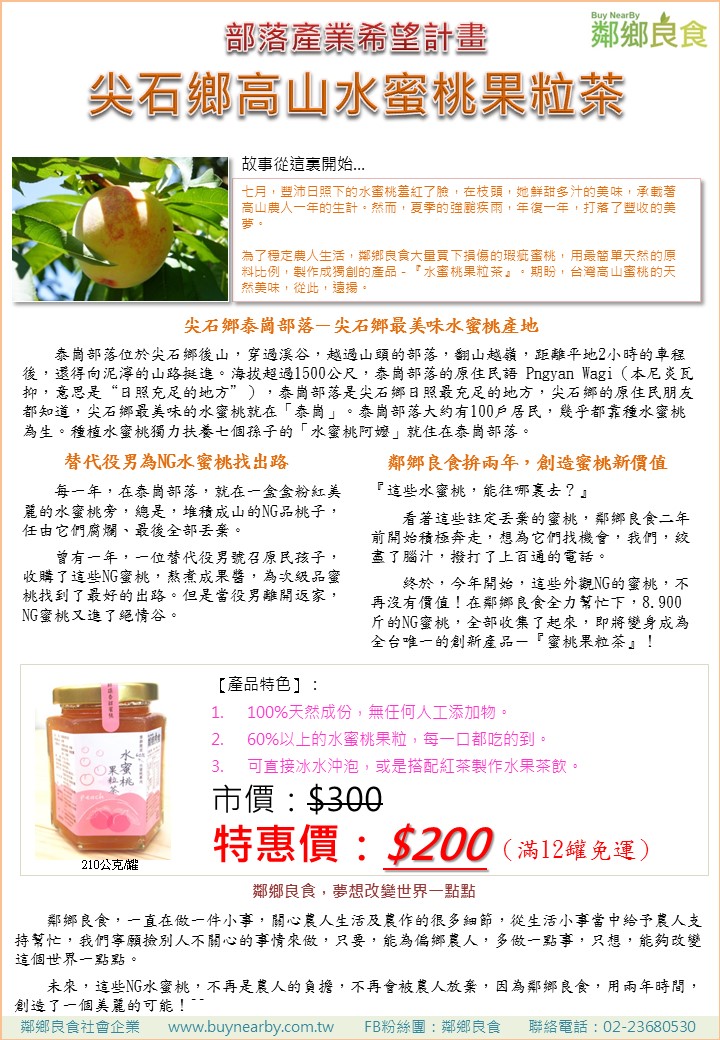 部落產業希望計畫
Buy NearBy
鄰鄉良食
尖石鄉高山水蜜桃果粒茶
故事從這裏開始...
七月，豐沛日照下的水蜜桃羞紅了臉，在枝頭，她鮮甜多汁的美味，承載著
高山農人一年的生計。然而，夏季的強颱疾雨，年復一年，打落了豐收的美
夢。
為了穩定農人生活，鄰鄉良食大量買下損傷的瑕疵蜜桃，用最簡單天然的原
料比例，製作成獨創的產品－『水蜜桃果粒茶』。期盼，台灣高山蜜桃的天
然美味，從此，遠揚。
尖石鄉泰崗部落－尖石鄉最美味水蜜桃產地
泰崗部落位於尖石鄉後山，穿過溪谷，越過山頭的部落，翻山越嶺，距離平地2小時的車程
後，還得向泥濘的山路挺進。海拔超過1500公尺，泰崗部落的原住民語 Pngyan Wagi（本尼炎瓦
抑，意思是“日照充足的地方”），泰崗部落是尖石鄉日照最充足的地方，尖石鄉的原住民朋友
都知道，尖石鄉最美味的水蜜桃就在「泰崗」。泰崗部落大約有100戶居民，幾乎都靠種水蜜桃
為生。種植水蜜桃獨力扶養七個孫子的「水蜜桃阿嬤」就住在泰崗部落。
替代役男為NG水蜜桃找出路
每一年，在泰崗部落，就在一盒盒粉紅美
麗的水蜜桃旁，總是，堆積成山的NG品桃子，
任由它們腐爛、最後全部丟棄。
曾有一年，一位替代役男號召原民孩子，
收購了這些NG蜜桃，熬煮成果醬，為次級品蜜
桃找到了最好的出路。但是當役男離開返家，
NG蜜桃又進了絕情谷。
鄰鄉良食拚兩年，創造蜜桃新價值
『這些水蜜桃，能往哪裏去？』
看著這些註定丟棄的蜜桃，鄰鄉良食二年
前開始積極奔走，想為它們找機會，我們，絞
盡了腦汁，撥打了上百通的電話。
終於，今年開始，這些外觀NG的蜜桃，不
再沒有價值！在鄰鄉良食全力幫忙下，8.900
斤的NG蜜桃，全部收集了起來，即將變身成為
全台唯一的創新產品－『蜜桃果粒茶』！
水蜜桃
果粒茶
Peach
210公克/罐
［產品特色］：
1. 100%天然成份，無任何人工添加物。
2. 60%以上的水蜜桃果粒，每一口都吃的到。
3. 可直接冰水沖泡，或是搭配紅茶製作水果茶飲。
市價：$300
特惠價：$200（滿12罐免運）
鄰鄉良食，夢想改變世界一點點
鄰鄉良食，一直在做一件小事，關心農人生活及農作的很多細節，從生活小事當中給予農人支
持幫忙，我們寧願撿別人不關心的事情來做，只要，能為偏鄉農人，多做一點事，只想，能夠改變
這個世界一點點。
未來，這些NG水蜜桃，不再是農人的負擔，不再會被農人放棄，因為鄰鄉良食，用兩年時間，
創造了一個美麗的可能！~~
鄰鄉良食社會企業 www.buynearby.com.tw FB粉絲團：鄰鄉良食 聯絡電話：02-23680530